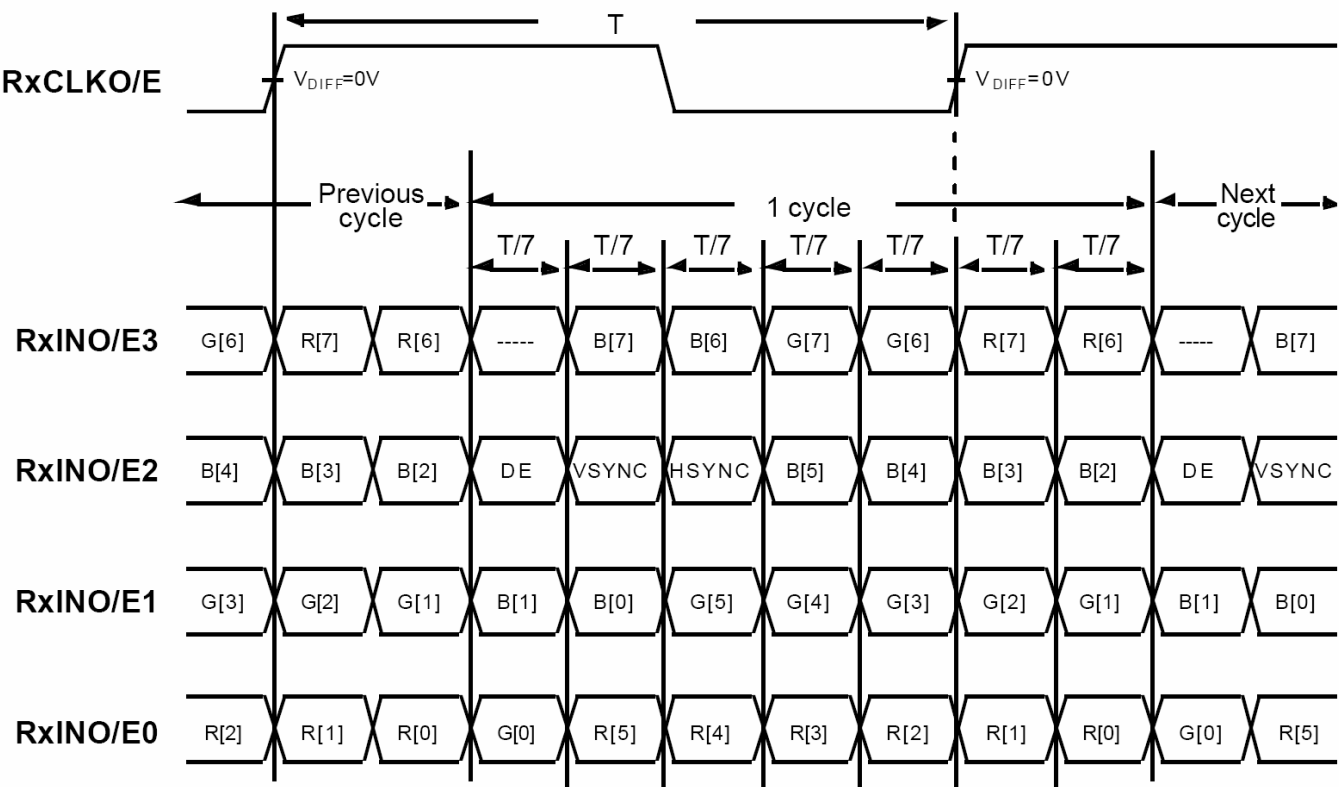 T
RxCLKO/E
VDIFF=0V VDIFF=0V
Previous cycle 1 cycle Next cycle
T/7 T/7 T/7 T/7 T/7 T/7 T/7
RxINO/E3 G[6] R[7] R[6] ----- B[7] B[6] G[7] G[6] R[7] R[6] ----- B[7]
RxINO/E2 B[4] B[3] B[2] DE VSYNC HSYNC B[5] B[4] B[3] B[2] DE VSYNC
RxINO/E1 G[3] G[2] G[1] B[1] B[0] G[5] G[4] G[3] G[2] G[1] B[1] B[0]
RxINO/E0 R[2] R[1] R[0] G[0] R[5] R[4] R[3] R[2] R[1] R[0] G[0] R[5]